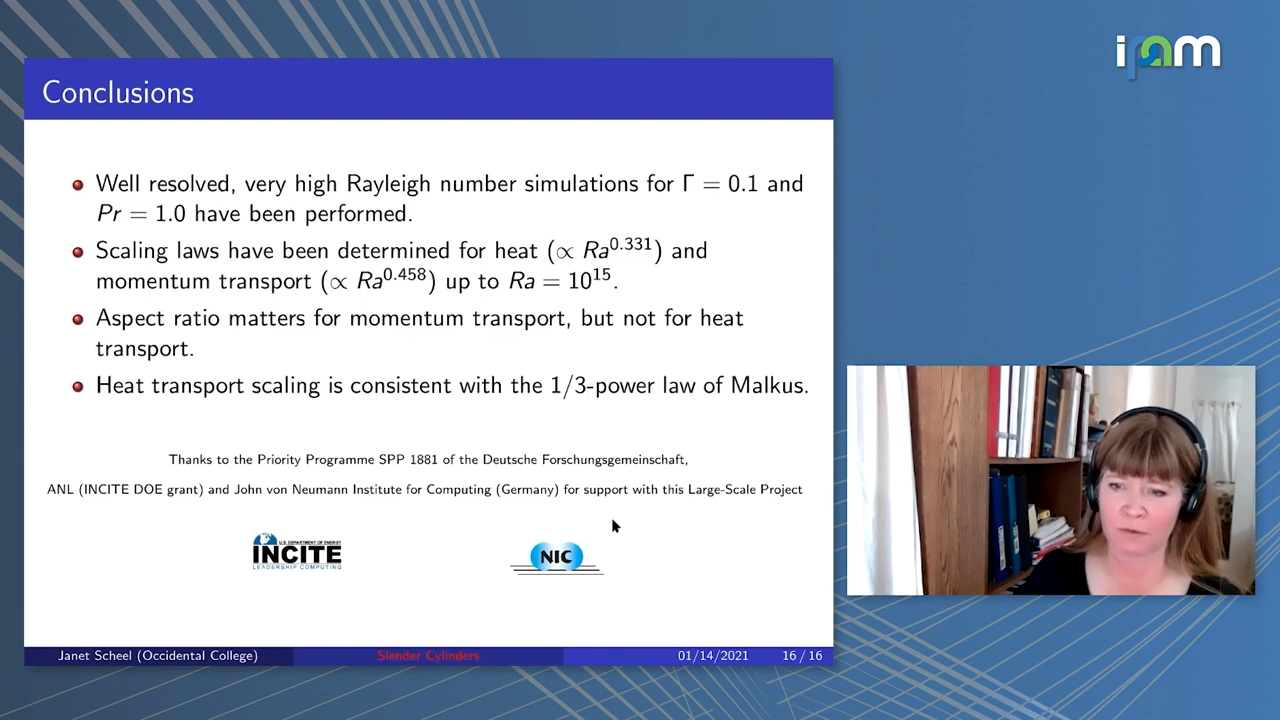 ipam
Conclusions
Well resolved, very high Rayleigh number simulations for Γ = 0.1 and
Pr = 1.0 have been performed.
Scaling laws have been determined for heat (∝ Ra^0.331) and
momentum transport (∝ Ra^0.458) up to Ra = 10^15.
Aspect ratio matters for momentum transport, but not for heat
transport.
Heat transport scaling is consistent with the 1/3-power law of Malkus.
Thanks to the Priority Programme SPP 1881 of the Deutsche Forschungsgemeinschaft,
ANL (INCITE DOE grant) and John von Neumann Institute for Computing (Germany) for support with this Large-Scale Project
U.S. DEPARTMENT OF ENERGY
INCITE
LEADERSHIP COMPUTING
NIC
Janet Scheel (Occidental College) Slender Cylinders 01/14/2021 16 / 16